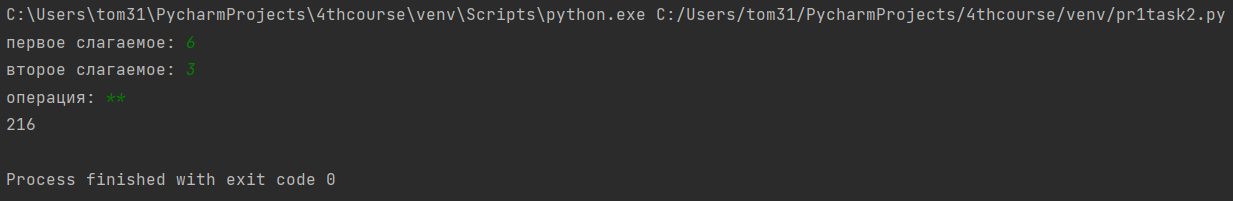 C:\Users\tom31\PycharmProjects\4thcourse\venv\Scripts\python.exe C:/Users/tom31/PycharmProjects/4thcourse/venv/pr1task2.py
первое слагаемое: 6
второе слагаемое: 3
операция: **
216
Process finished with exit code 0